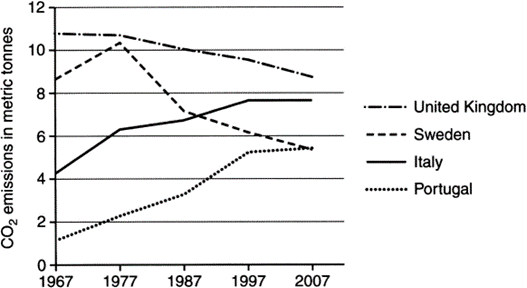 CO2 emissions in metric tonnes
12
10
8
6
4
2
0
1967 1977 1987 1997 2007
United Kingdom
Sweden
Italy
Portugal